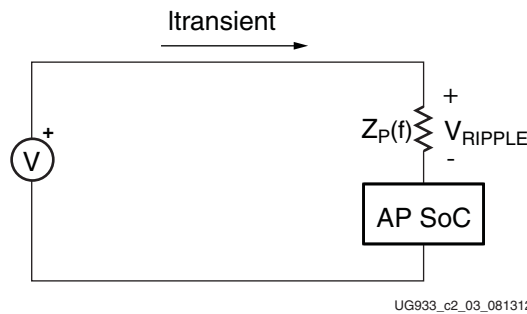 Itransient
+
V
+
ZP(f)
VRIPPLE
-
AP SoC
UG933_c2_03_081312